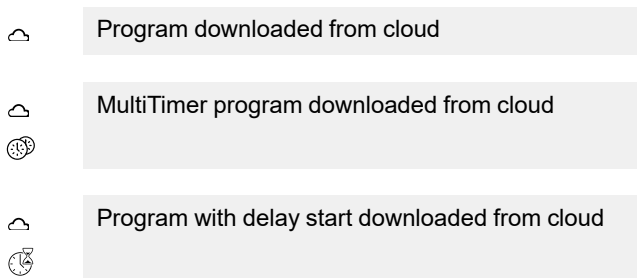 Program downloaded from cloud
MultiTimer program downloaded from cloud
Program with delay start downloaded from cloud